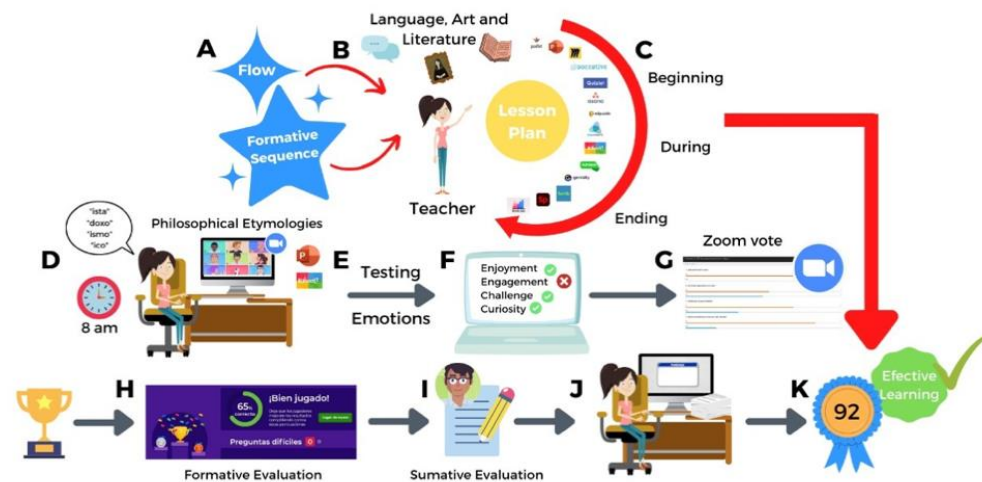 Language, Art and
Literature
A
Flow
B
C
Beginning
Formative
Sequence
Lesson
Plan
During
Teacher
Ending
"ista"
"doxo"
"ismo"
"ico"
Philosophical Etymologies
Zoom vote
D
8 am
E
Testing
Emotions
F
Enjoyment
Engagement
Challenge
Curiosity
G
H
65%
correcto
¡Bien jugado!
Preguntas difíciles 0
Formative Evaluation
I
Sumative Evaluation
J
K
92
Efective
Learning